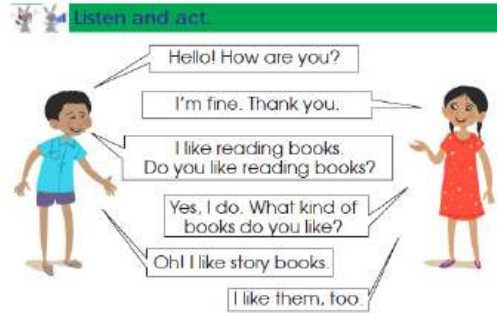 Listen and act.
Hello! How are you?
I'm fine. Thank you.
I like reading books.
Do you like reading books?
Yes, I do. What kind of
books do you like?
Oh! I like story books.
I like them, too.